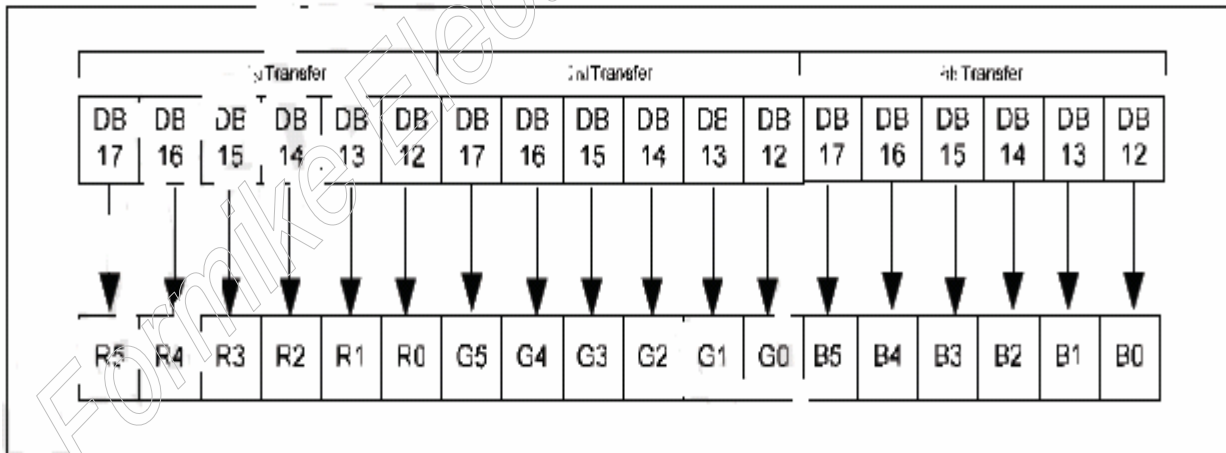 Transfer 2nd Transfer Transfer
DB DB DB DB DB DB DB DB DB DB DB DB DB DB DB DB DB DB
17 16 15 14 13 12 17 16 15 14 13 12 17 16 15 14 13 12
R5 R4 R3 R2 R1 R0 G5 G4 G3 G2 G1 G0 B5 B4 B3 B2 B1 B0
Formike Elec